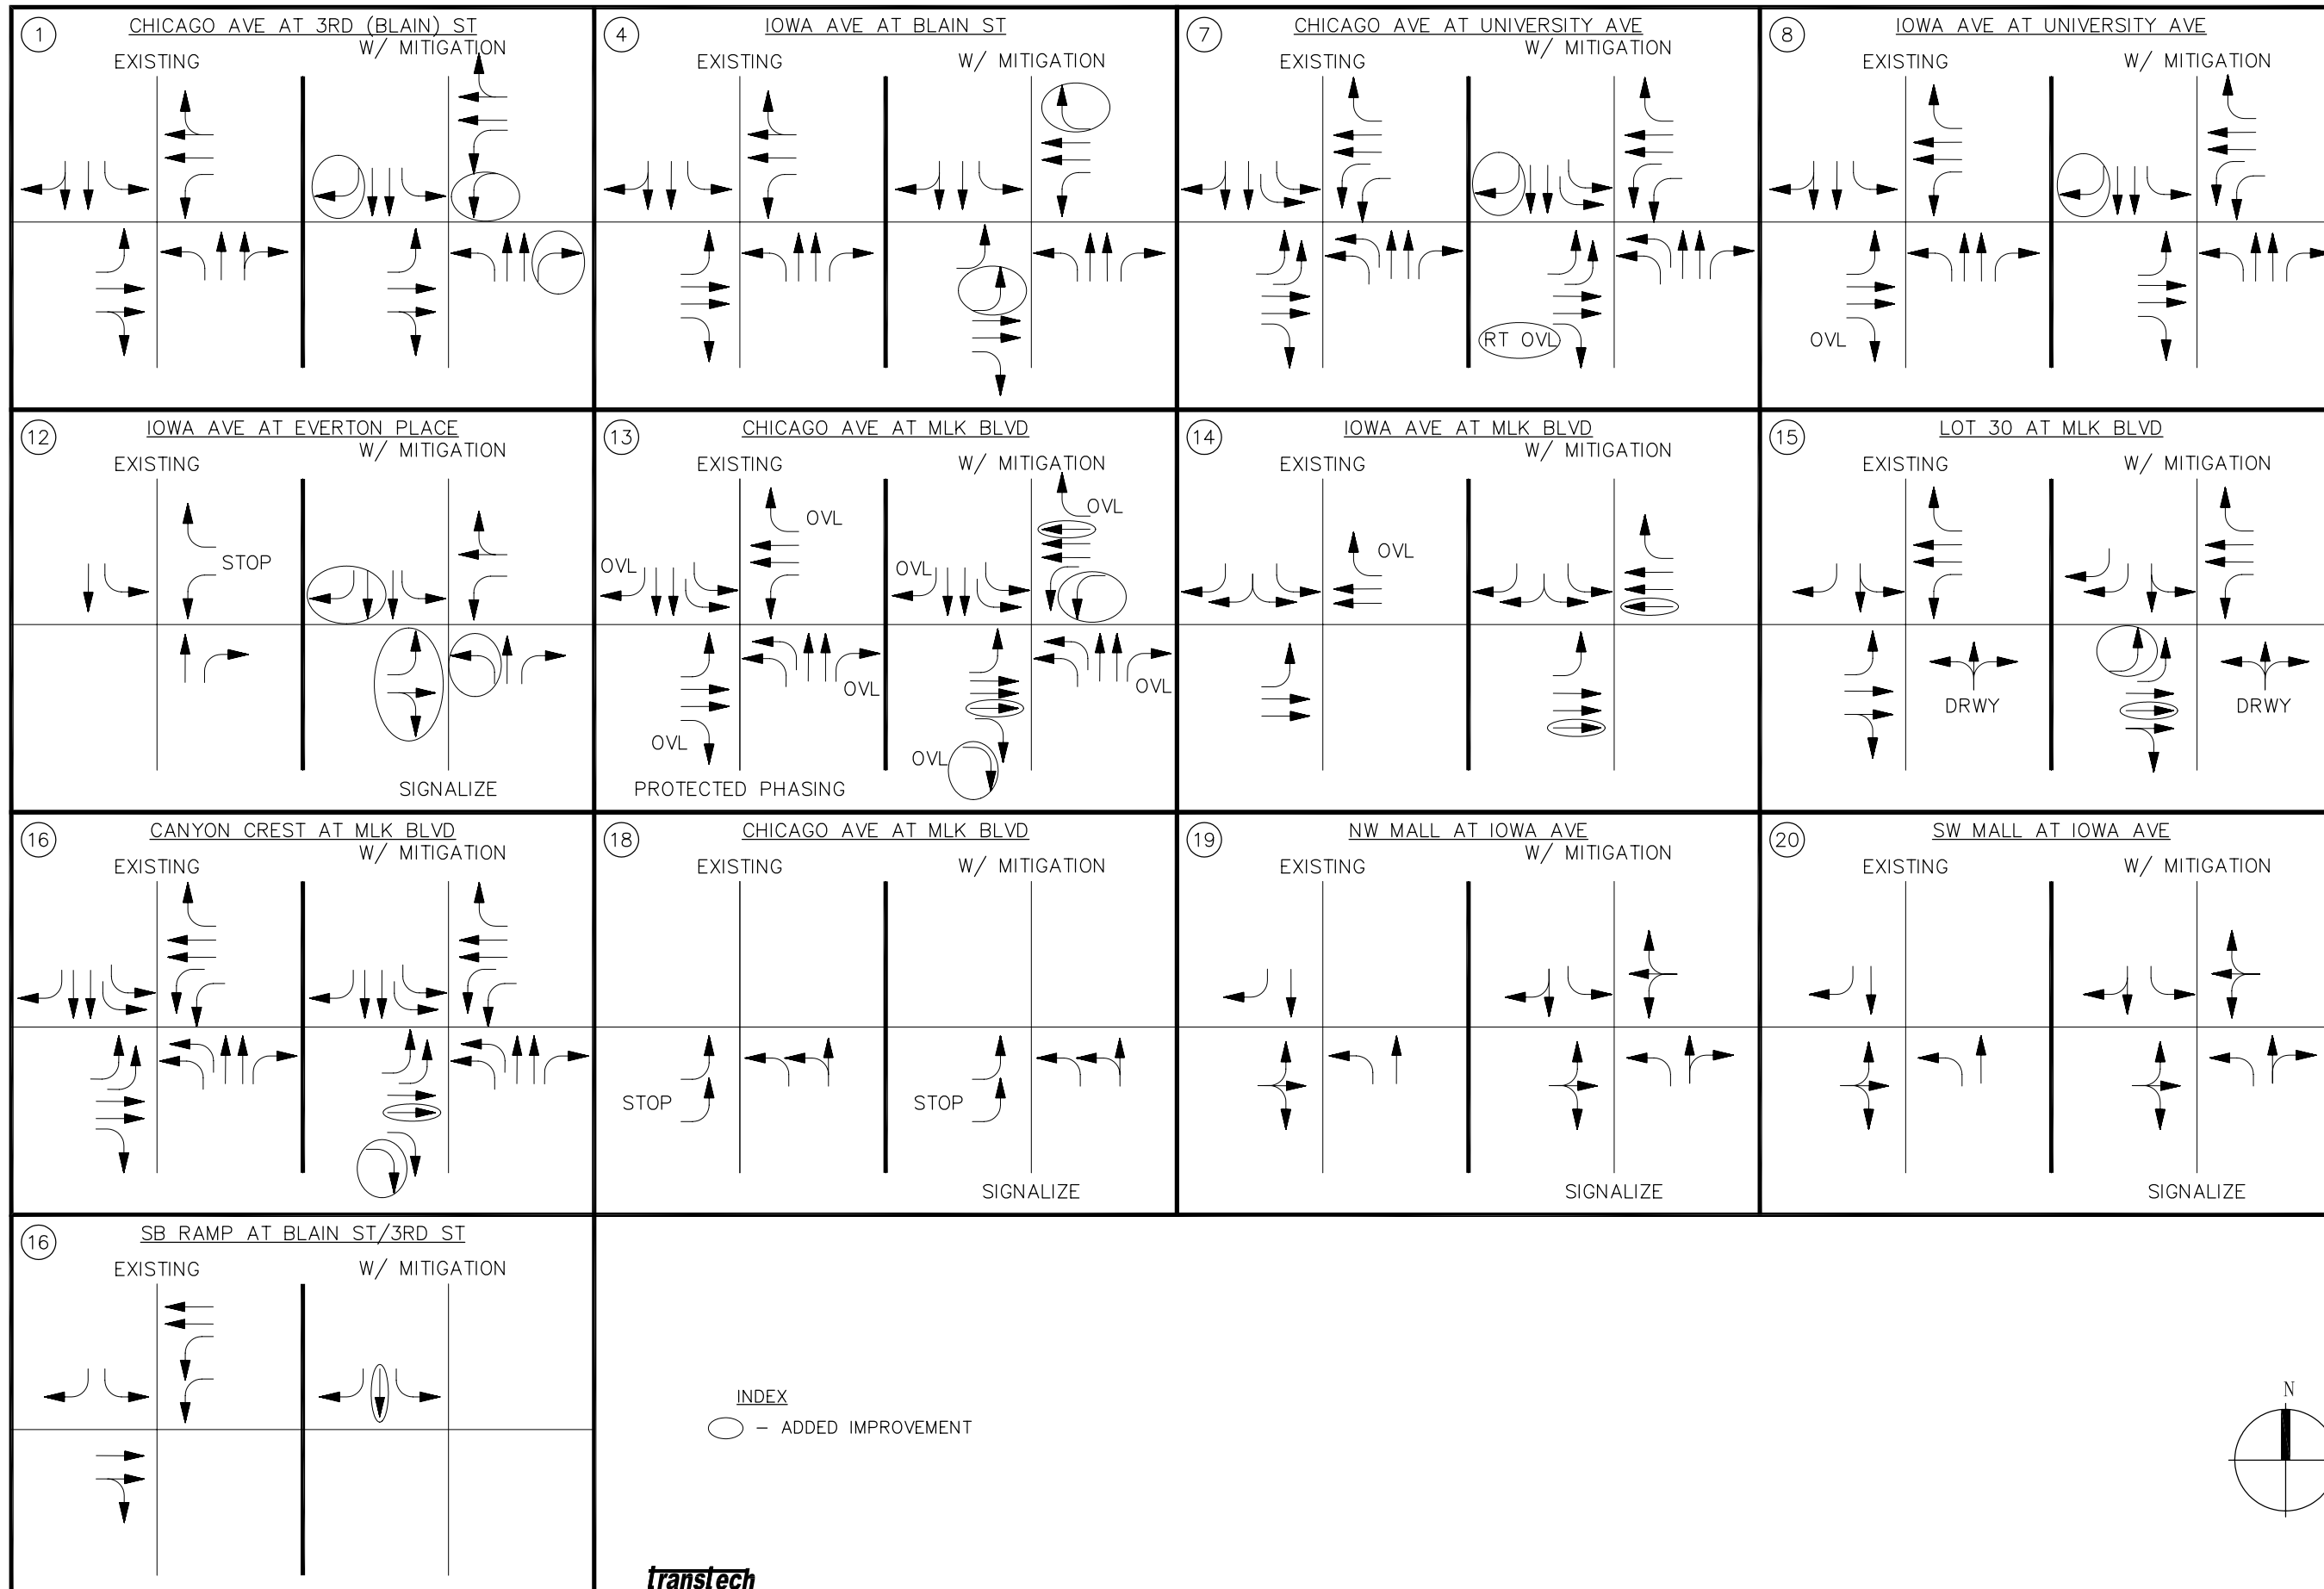 1
CHICAGO AVE AT 3RD (BLAIN) ST
EXISTING
W/ MITIGATION
4
IOWA AVE AT BLAIN ST
EXISTING
W/ MITIGATION
7
CHICAGO AVE AT UNIVERSITY AVE
EXISTING
W/ MITIGATION
RT OVL
8
IOWA AVE AT UNIVERSITY AVE
EXISTING
W/ MITIGATION
OVL
12
IOWA AVE AT EVERTON PLACE
EXISTING
W/ MITIGATION
STOP
SIGNALIZE
13
CHICAGO AVE AT MLK BLVD
EXISTING
W/ MITIGATION
OVL
OVL
OVL
OVL
OVL
OVL
OVL
OVL
PROTECTED PHASING
14
IOWA AVE AT MLK BLVD
EXISTING
W/ MITIGATION
OVL
15
LOT 30 AT MLK BLVD
EXISTING
W/ MITIGATION
DRWY
DRWY
16
CANYON CREST AT MLK BLVD
EXISTING
W/ MITIGATION
18
CHICAGO AVE AT MLK BLVD
EXISTING
W/ MITIGATION
STOP
STOP
SIGNALIZE
19
NW MALL AT IOWA AVE
EXISTING
W/ MITIGATION
SIGNALIZE
20
SW MALL AT IOWA AVE
EXISTING
W/ MITIGATION
SIGNALIZE
16
SB RAMP AT BLAIN ST/3RD ST
EXISTING
W/ MITIGATION
INDEX
– ADDED IMPROVEMENT
N
transtech